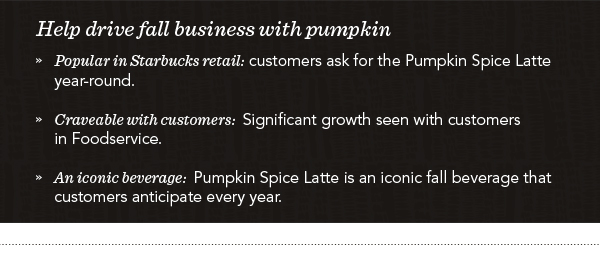 Help drive fall business with pumpkin
» Popular in Starbucks retail: customers ask for the Pumpkin Spice Latte
year-round.
» Craveable with customers: Significant growth seen with customers
in Foodservice.
» An iconic beverage: Pumpkin Spice Latte is an iconic fall beverage that
customers anticipate every year.